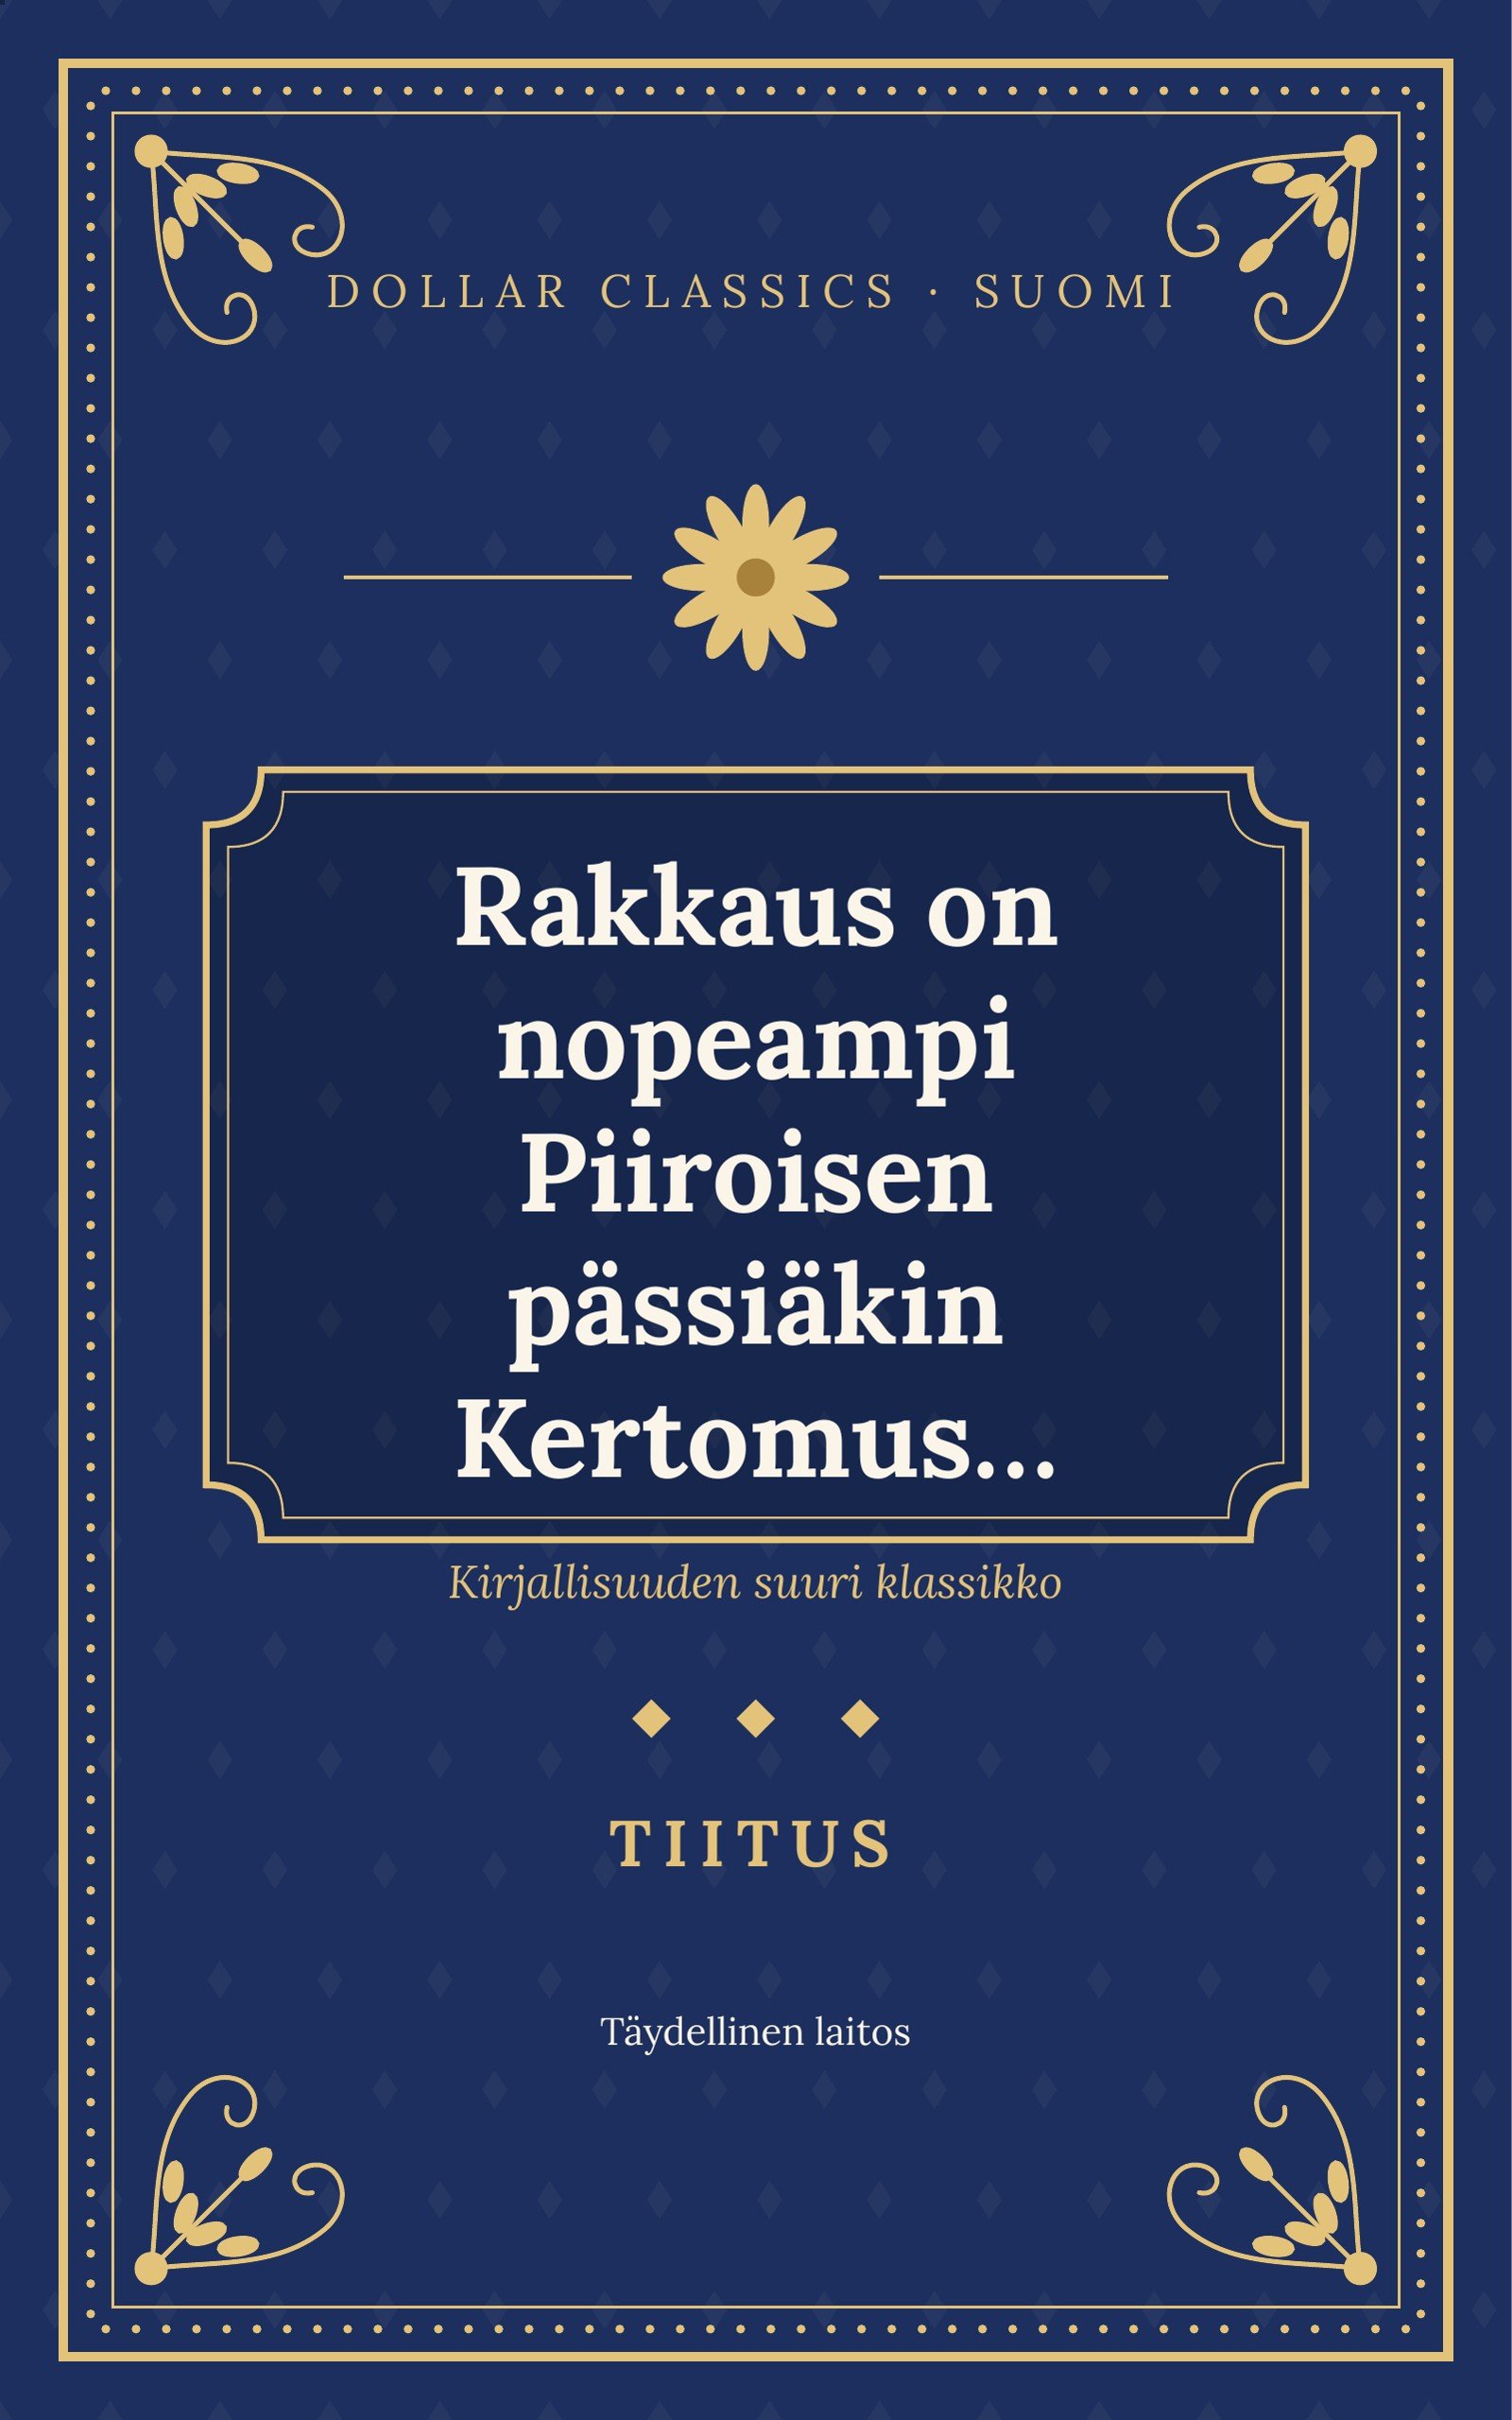 DOLLAR CLASSICS · SUOMI
Rakkaus on
nopeampi
Piiroisen
pässiäkin
Kertomus...
Kirjallisuuden suuri klassikko
TIITUS
Täydellinen laitos